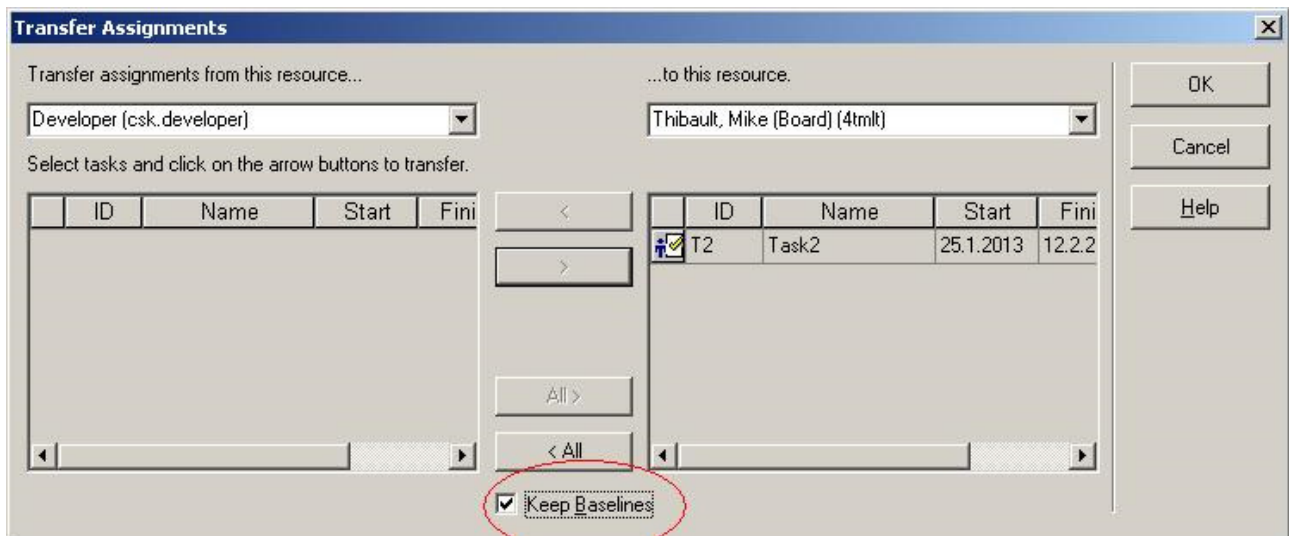 Transfer Assignments
Transfer assignments from this resource...
...to this resource.
OK
Developer (csk.developer)
Thibault, Mike (Board) (4tmlt)
Cancel
Select tasks and click on the arrow buttons to transfer.
ID Name Start Fini
<
ID Name Start Fini
Help
T2 Task2 25.1.2013 12.2.2
>
All >
< All
Keep Baselines